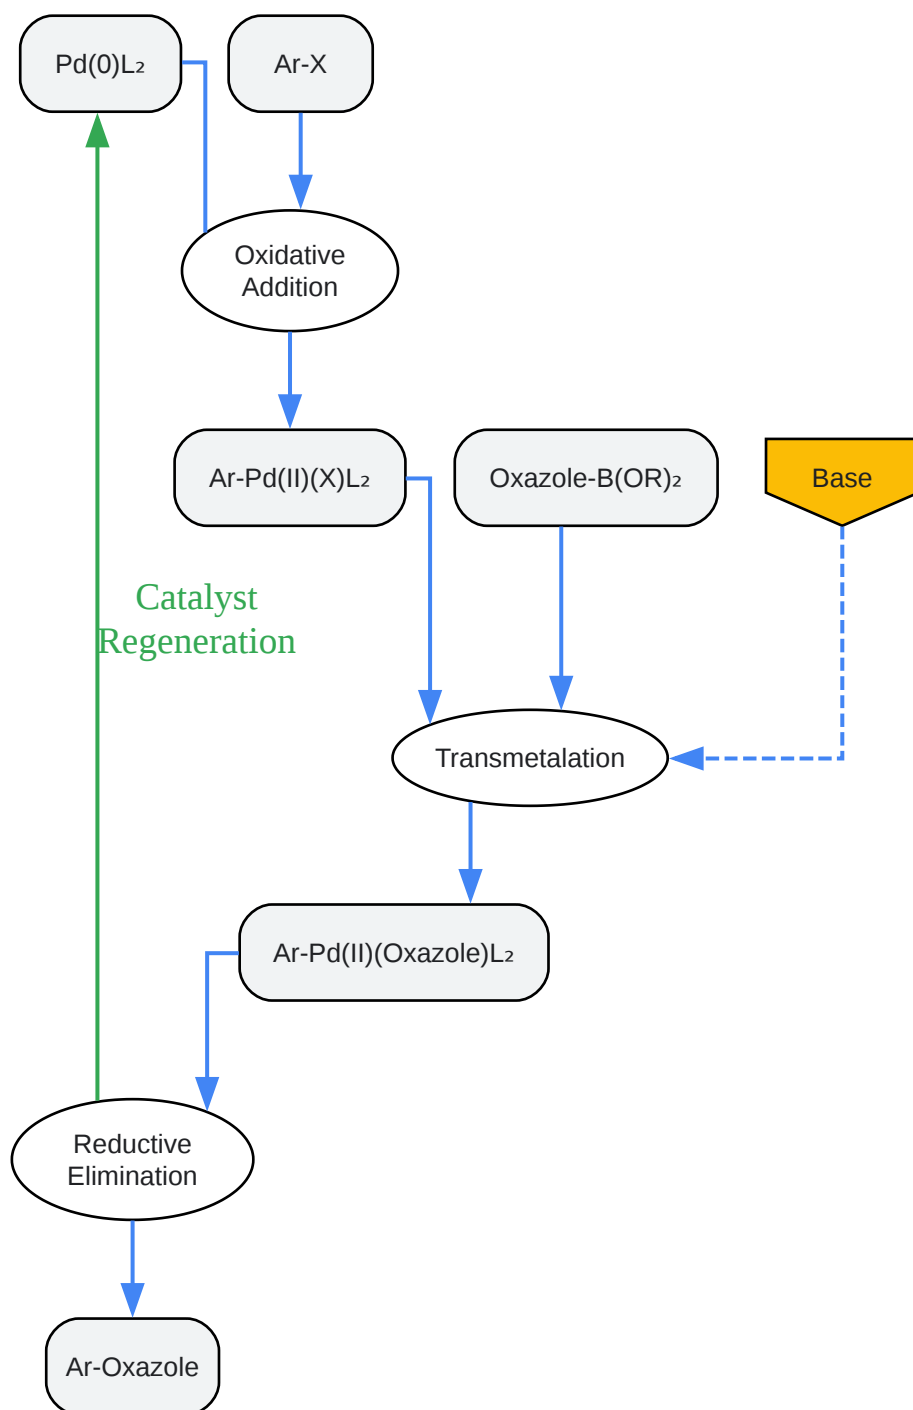 Pd(0)L₂
Ar-X
Oxidative
Addition
Ar-Pd(II)(X)L₂
Oxazole-B(OR)₂
Base
Catalyst
Regeneration
Transmetalation
Ar-Pd(II)(Oxazole)L₂
Reductive
Elimination
Ar-Oxazole